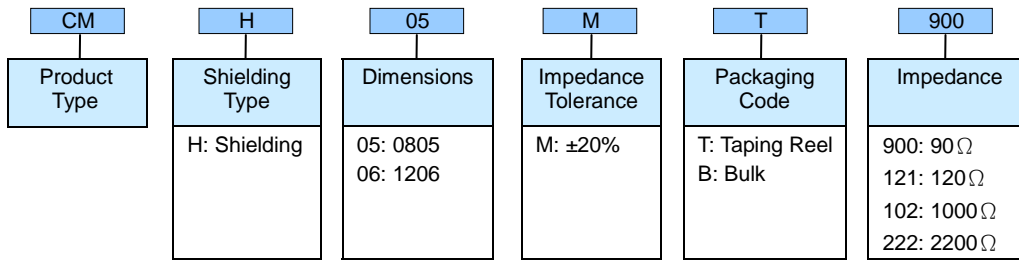 CM H 05 M T 900
Product Type
Shielding Type
H: Shielding
Dimensions
05: 0805
06: 1206
Impedance Tolerance
M: ±20%
Packaging Code
T: Taping Reel
B: Bulk
Impedance
900: 90Ω
121: 120Ω
102: 1000Ω
222: 2200Ω